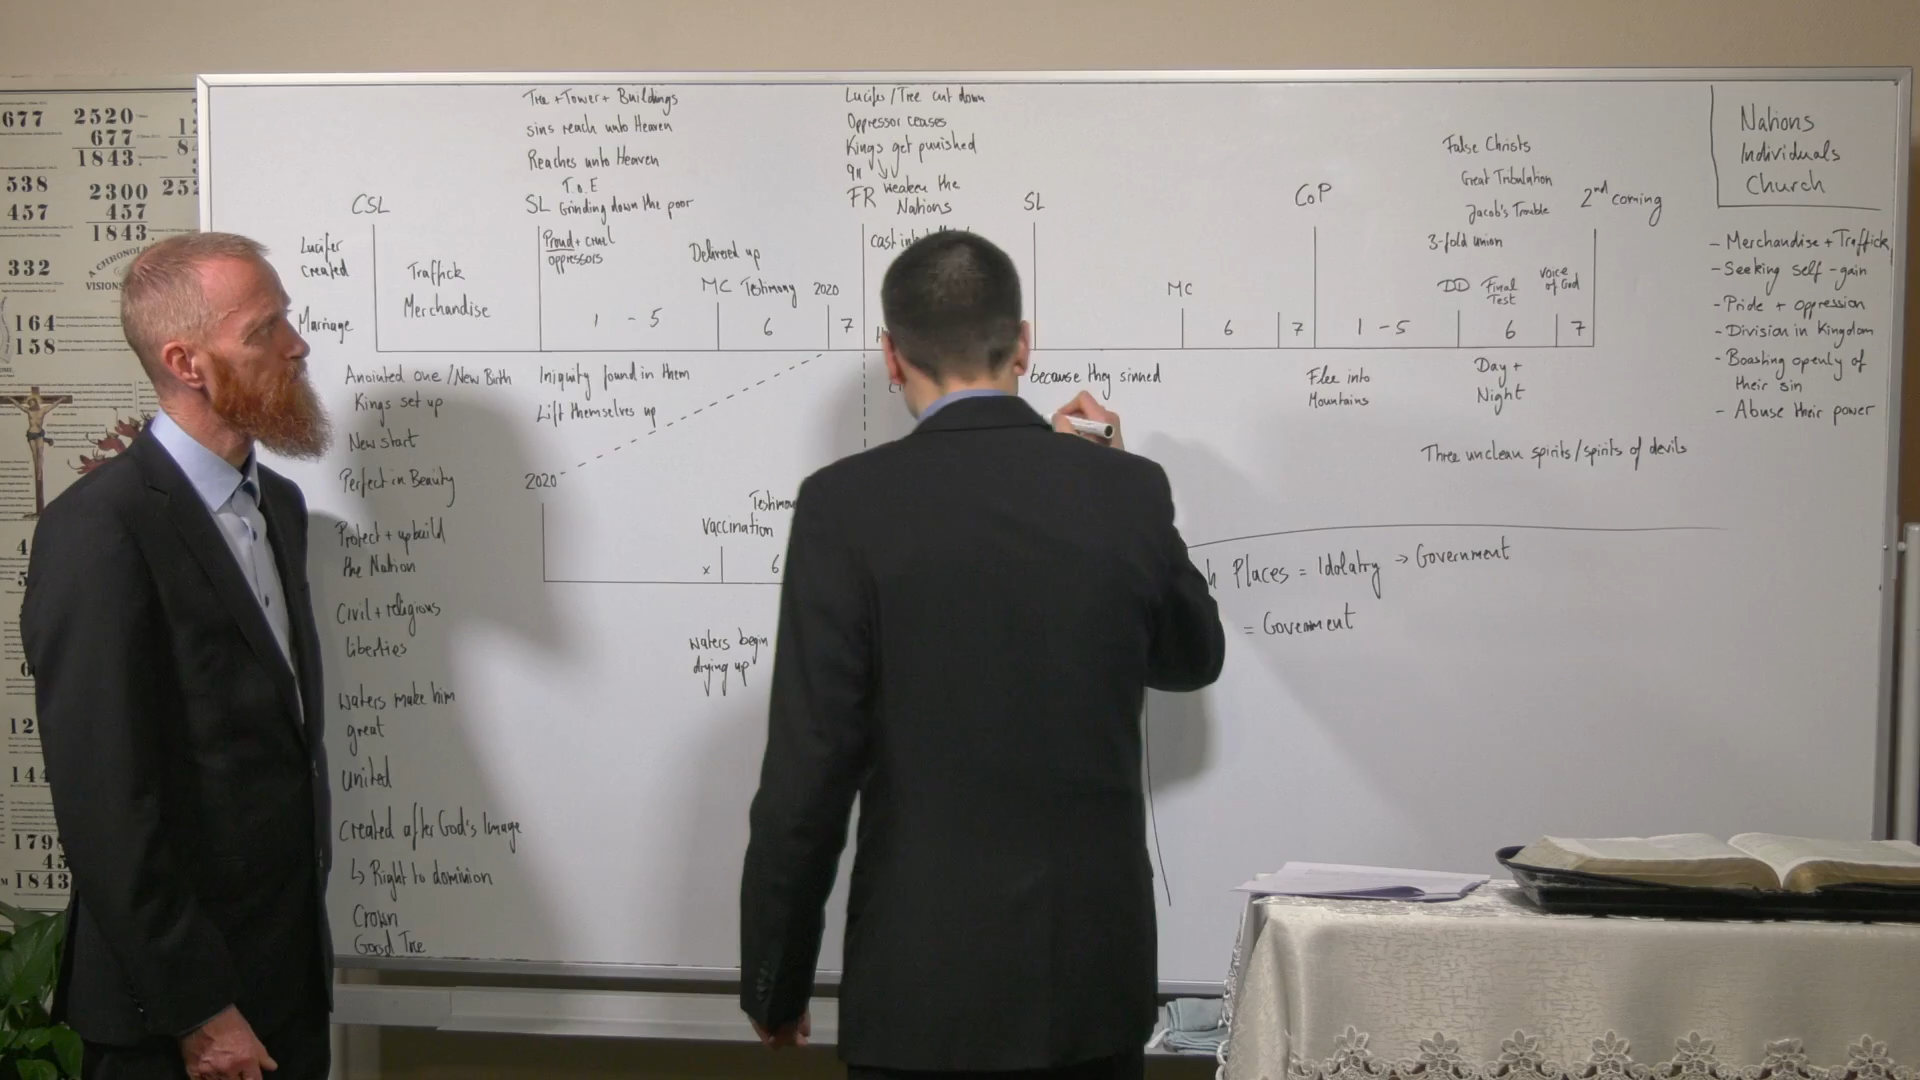 677
2520
677
1843
538
457
2300
457
1843
252
332
A CHRONOL
VISIONS
164
158
12
144
1843
Tree + Tower + Buildings
sins reach unto Heaven
Reaches unto Heaven
T.o.E
SL Grinding down the poor
Lucifer/Tree cut down
Oppressor ceases
Kings get punished
9/11
FR weaken the
Nations
CSL
SL
CoP
False Christs
Great Tribulation
Jacob's Trouble
3-fold union
2nd coming
Nations
Individuals
Church
Lucifer
created
Marriage
Traffick
Merchandise
Proud + cruel
oppressors
Delivered up
MC Testimony 2020
1 - 5
6
7
cast in
MC
6
7
1 - 5
DD
Final
Test
voice
of God
6
7
- Merchandise + Traffick
- Seeking self-gain
- Pride + oppression
- Division in Kingdom
- Boasting openly of
their sin
- Abuse their power
Anointed one/New Birth
Kings set up
New start
Perfect in Beauty
Protect + upbuild
the Nation
Civil + religious
liberties
waters make him
great
united
created after God's Image
↳ Right to dominion
Crown
Good Tree
Iniquity found in them
Lift themselves up
because they sinned
Flee into
Mountains
Day +
Night
Three unclean spirits/spirits of devils
2020
Vaccination
x
6
waters begin
drying up
Places = Idolatry → Government
= Government